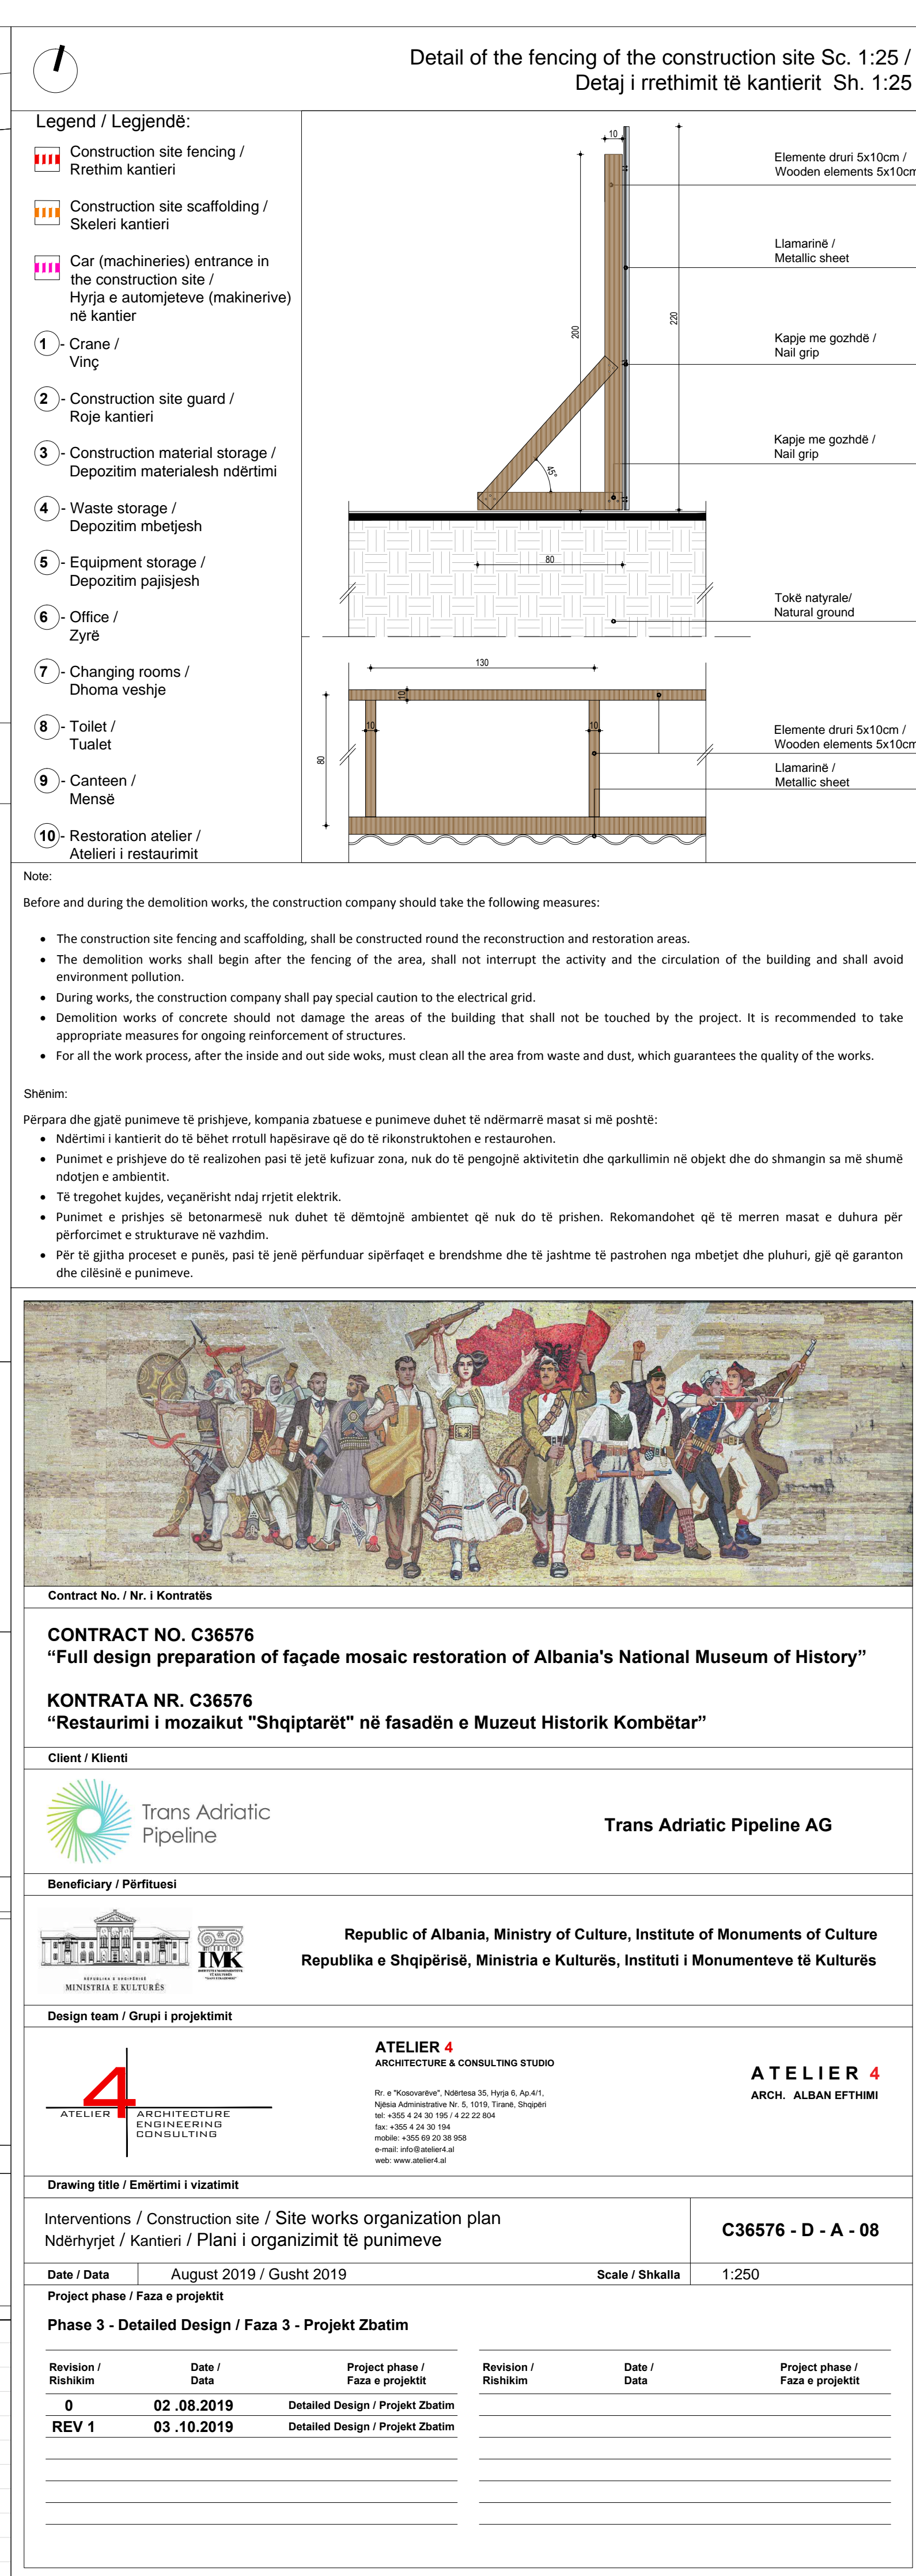 Detail of the fencing of the construction site Sc. 1:25 /
Detaj i rrethimit të kantierit Sh. 1:25
Legend / Legjendë:
Construction site fencing /
Rrethim kantieri
Construction site scaffolding /
Skeleri kantieri
Car (machineries) entrance in
the construction site /
Hyrja e automjeteve (makinerive)
në kantier
1 - Crane /
Vinç
2 - Construction site guard /
Roje kantieri
3 - Construction material storage /
Depozitim materialesh ndërtimi
4 - Waste storage /
Depozitim mbetjesh
5 - Equipment storage /
Depozitim pajisjesh
6 - Office /
Zyrë
7 - Changing rooms /
Dhoma veshje
8 - Toilet /
Tualet
9 - Canteen /
Mensë
10 - Restoration atelier /
Atelieri i restaurimit
10
Elemente druri 5x10cm /
Wooden elements 5x10cm
Llamarinë /
Metallic sheet
200
220
Kapje me gozhdë /
Nail grip
Kapje me gozhdë /
Nail grip
45°
80
Tokë natyrale/
Natural ground
130
10
10
10
80
Elemente druri 5x10cm /
Wooden elements 5x10cm
Llamarinë /
Metallic sheet
Note:
Before and during the demolition works, the construction company should take the following measures:
• The construction site fencing and scaffolding, shall be constructed round the reconstruction and restoration areas.
• The demolition works shall begin after the fencing of the area, shall not interrupt the activity and the circulation of the building and shall avoid
environment pollution.
• During works, the construction company shall pay special caution to the electrical grid.
• Demolition works of concrete should not damage the areas of the building that shall not be touched by the project. It is recommended to take
appropriate measures for ongoing reinforcement of structures.
• For all the work process, after the inside and out side woks, must clean all the area from waste and dust, which guarantees the quality of the works.
Shënim:
Përpara dhe gjatë punimeve të prishjeve, kompania zbatuese e punimeve duhet të ndërmarrë masat si më poshtë:
• Ndërtimi i kantierit do të bëhet rrotull hapësirave që do të rikonstruktohen e restaurohen.
• Punimet e prishjeve do të realizohen pasi të jetë kufizuar zona, nuk do të pengojnë aktivitetin dhe qarkullimin në objekt dhe do shmangin sa më shumë
ndotjen e ambientit.
• Të tregohet kujdes, veçanërisht ndaj rrjetit elektrik.
• Punimet e prishjes së betonarmesë nuk duhet të dëmtojnë ambientet që nuk do të prishen. Rekomandohet që të merren masat e duhura për
përforcimet e strukturave në vazhdim.
• Për të gjitha proceset e punës, pasi të jenë përfunduar sipërfaqet e brendshme dhe të jashtme të pastrohen nga mbetjet dhe pluhuri, gjë që garanton
dhe cilësinë e punimeve.
Contract No. / Nr. i Kontratës
CONTRACT NO. C36576
“Full design preparation of façade mosaic restoration of Albania's National Museum of History”
KONTRATA NR. C36576
“Restaurimi i mozaikut "Shqiptarët" në fasadën e Muzeut Historik Kombëtar”
Client / Klienti
Trans Adriatic
Pipeline
Trans Adriatic Pipeline AG
Beneficiary / Përfituesi
REPUBLIKA E SHQIPËRISË
MINISTRIA E KULTURËS
IMK
Republic of Albania, Ministry of Culture, Institute of Monuments of Culture
Republika e Shqipërisë, Ministria e Kulturës, Instituti i Monumenteve të Kulturës
Design team / Grupi i projektimit
4
ATELIER
ARCHITECTURE
ENGINEERING
CONSULTING
ATELIER 4
ARCHITECTURE & CONSULTING STUDIO
Rr. e "Kosovarëve", Ndërtesa 35, Hyrja 6, Ap.4/1,
Njësia Administrative Nr. 5, 1019, Tiranë, Shqipëri
tel: +355 4 24 30 195 / 4 22 22 804
fax: +355 4 24 30 194
mobile: +355 69 20 38 958
e-mail: info@atelier4.al
web: www.atelier4.al
ATELIER 4
ARCH. ALBAN EFTHIMI
Drawing title / Emërtimi i vizatimit
Interventions / Construction site / Site works organization plan
Ndërhyrjet / Kantieri / Plani i organizimit të punimeve
C36576 - D - A - 08
Date / Data
August 2019 / Gusht 2019
Scale / Shkalla
1:250
Project phase / Faza e projektit
Phase 3 - Detailed Design / Faza 3 - Projekt Zbatim
Revision /
Rishikim
Date /
Data
Project phase /
Faza e projektit
Revision /
Rishikim
Date /
Data
Project phase /
Faza e projektit
0 02 .08.2019 Detailed Design / Projekt Zbatim
REV 1 03 .10.2019 Detailed Design / Projekt Zbatim